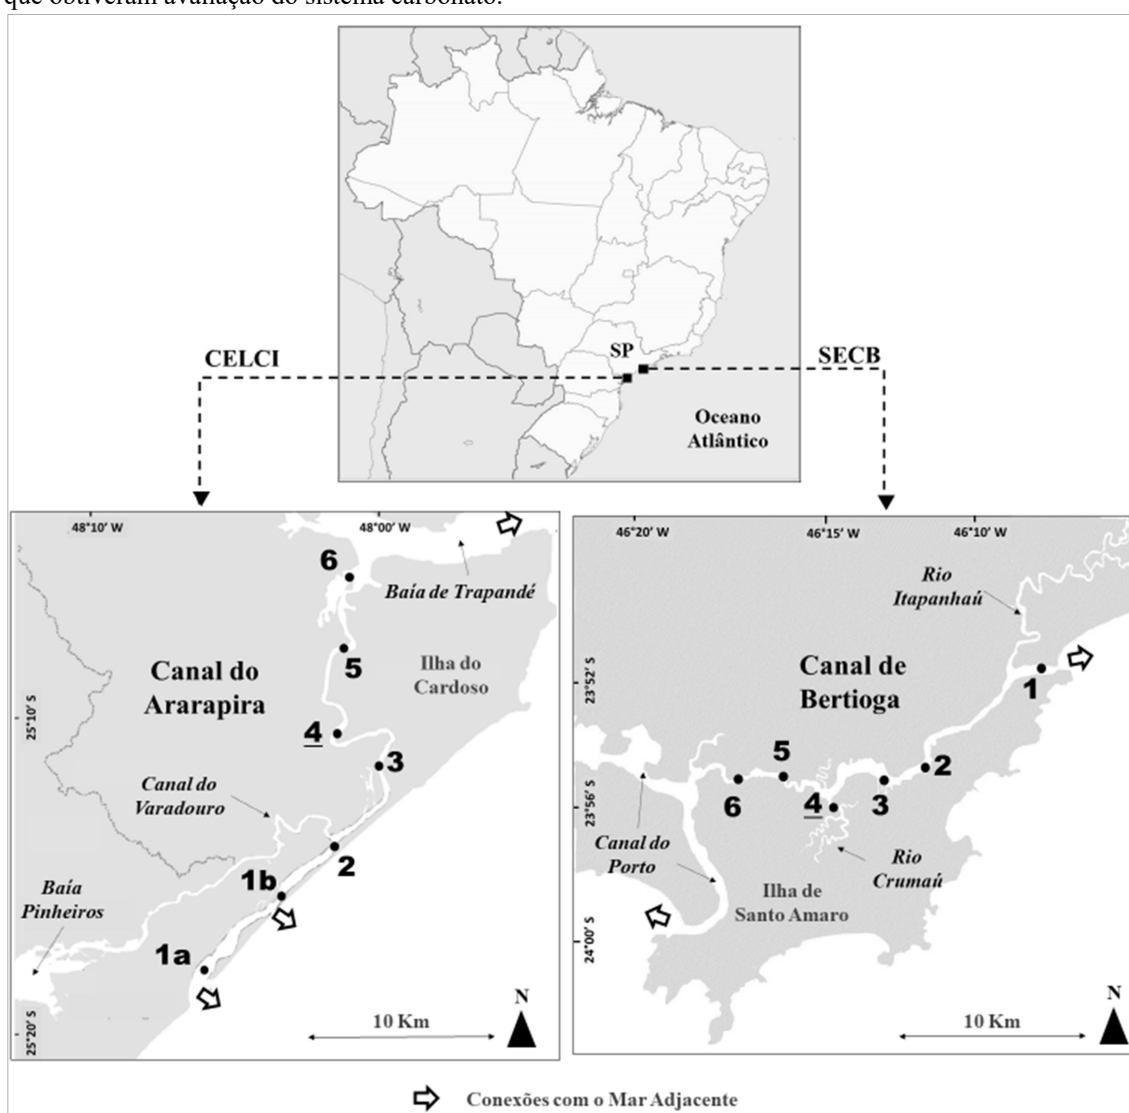 que obtiveram avaliação do sistema carbonato.
SP
CELCI
SECB
Oceano
Atlântico
48°10' W
48°00' W
6
Baía de Trapandé
5
Canal do
Ararapira
Ilha do
Cardoso
25°10' S
4
3
Canal do
Varadouro
2
1b
Baía
Pinheiros
1a
N
10 Km
25°20' S
46°20' W
46°15' W
46°10' W
Rio
Itapanhaú
Canal de
Bertioga
23°52' S
1
5
2
6
4
3
23°56' S
Canal do
Porto
Rio
Crumaú
Ilha de
Santo Amaro
24°00' S
N
10 Km
Conexões com o Mar Adjacente